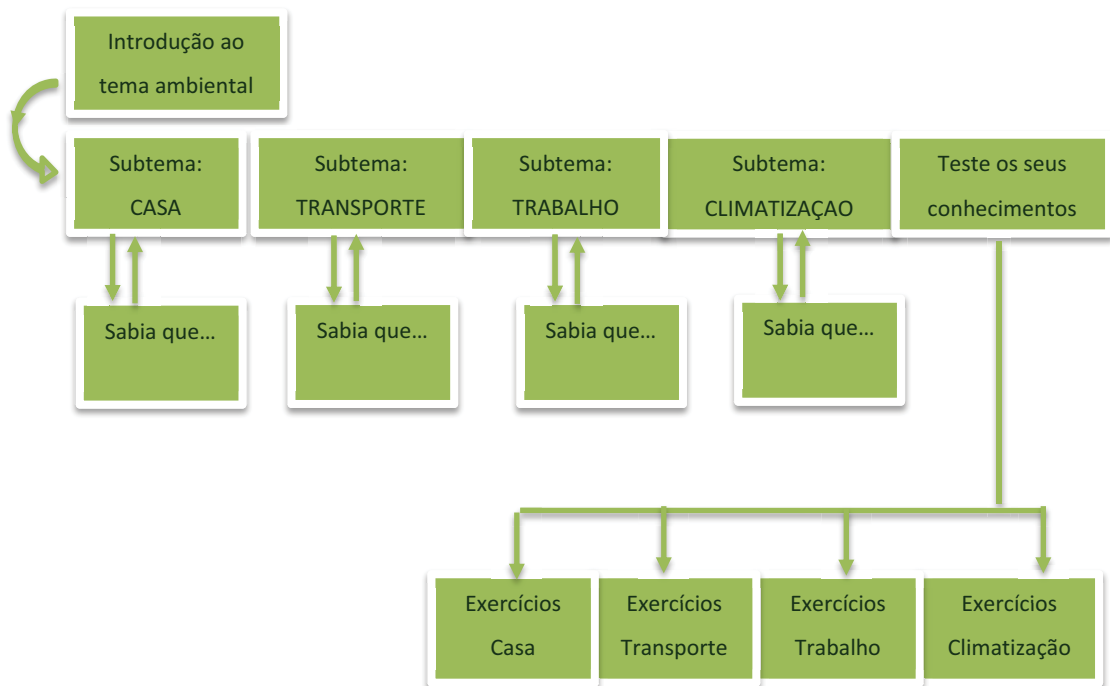 Introdução ao
tema ambiental
Subtema:
CASA
Subtema:
TRANSPORTE
Subtema:
TRABALHO
Subtema:
CLIMATIZAÇAO
Teste os seus
conhecimentos
Sabia que…
Sabia que…
Sabia que…
Sabia que…
Exercícios
Casa
Exercícios
Transporte
Exercícios
Trabalho
Exercícios
Climatização